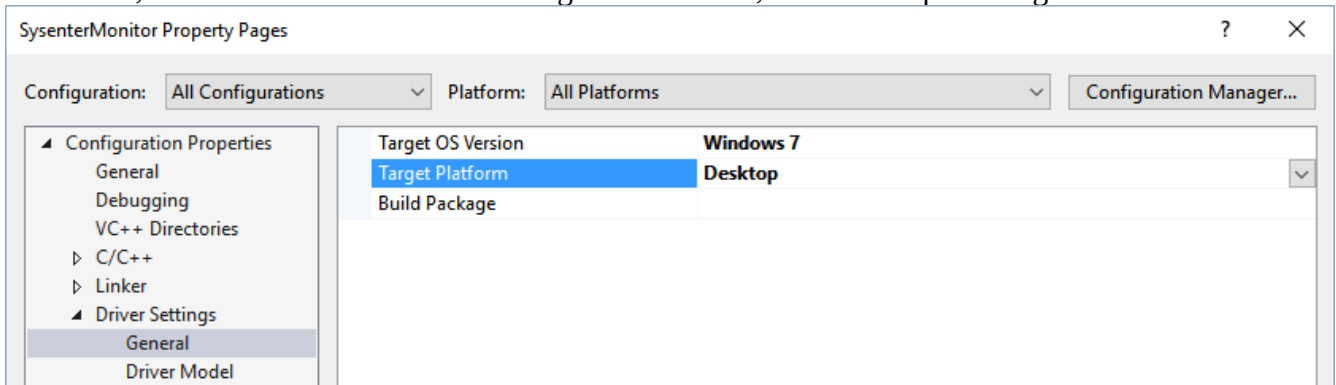 SysenterMonitor Property Pages ?
Configuration: All Configurations Platform: All Platforms Configuration Manager...
Configuration Properties
General
Debugging
VC++ Directories
C/C++
Linker
Driver Settings
General
Driver Model
Target OS Version Windows 7
Target Platform Desktop
Build Package